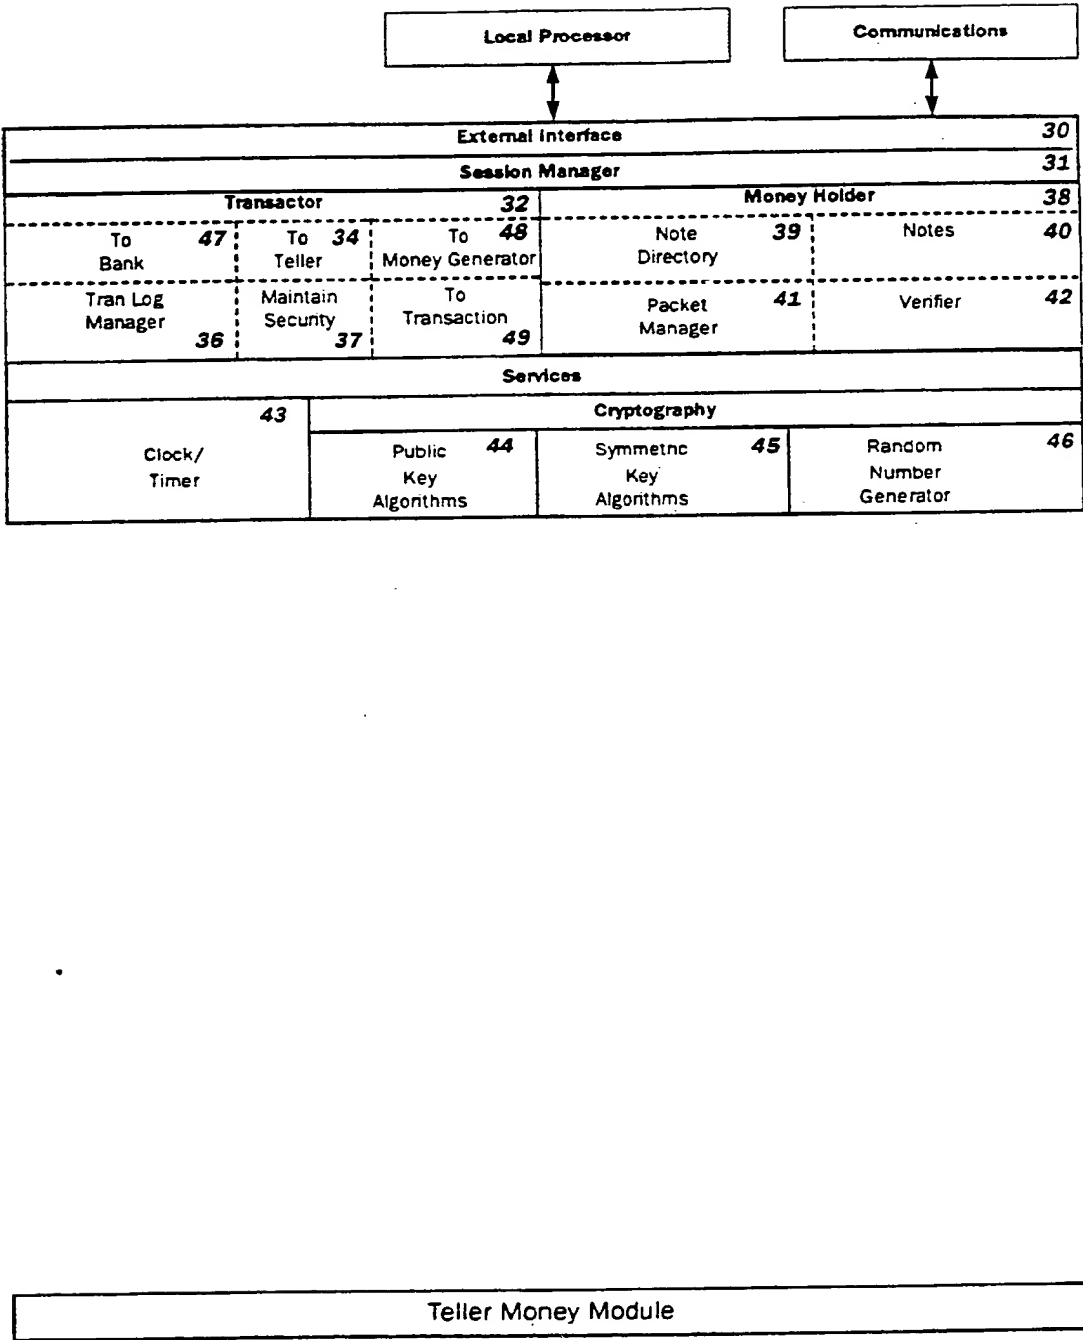 Local Processor
Communications
External Interface 30
Session Manager 31
Transactor 32
Money Holder 38
To 47
Bank
To 34
Teller
To 48
Money Generator
Note 39
Directory
Notes 40
Tran Log
Manager
36
Maintain
Security
37
To
Transaction
49
Packet 41
Manager
Verifier 42
Services
43
Clock/
Timer
Cryptography
Public 44
Key
Algorithms
Symmetric 45
Key
Algorithms
Random 46
Number
Generator
Teller Money Module